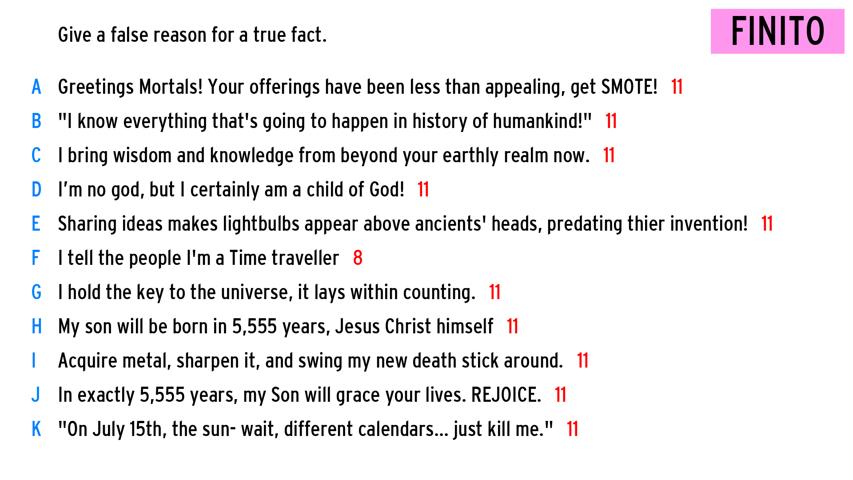 Give a false reason for a true fact.
FINITO
A Greetings Mortals! Your offerings have been less than appealing, get SMOTE! 11
B "I know everything that's going to happen in history of humankind!" 11
C I bring wisdom and knowledge from beyond your earthly realm now. 11
D I'm no god, but I certainly am a child of God! 11
E Sharing ideas makes lightbulbs appear above ancients' heads, predating thier invention! 11
F I tell the people I'm a Time traveller 8
G I hold the key to the universe, it lays within counting. 11
H My son will be born in 5,555 years, Jesus Christ himself 11
I Acquire metal, sharpen it, and swing my new death stick around. 11
J In exactly 5,555 years, my Son will grace your lives. REJOICE. 11
K "On July 15th, the sun- wait, different calendars... just kill me." 11